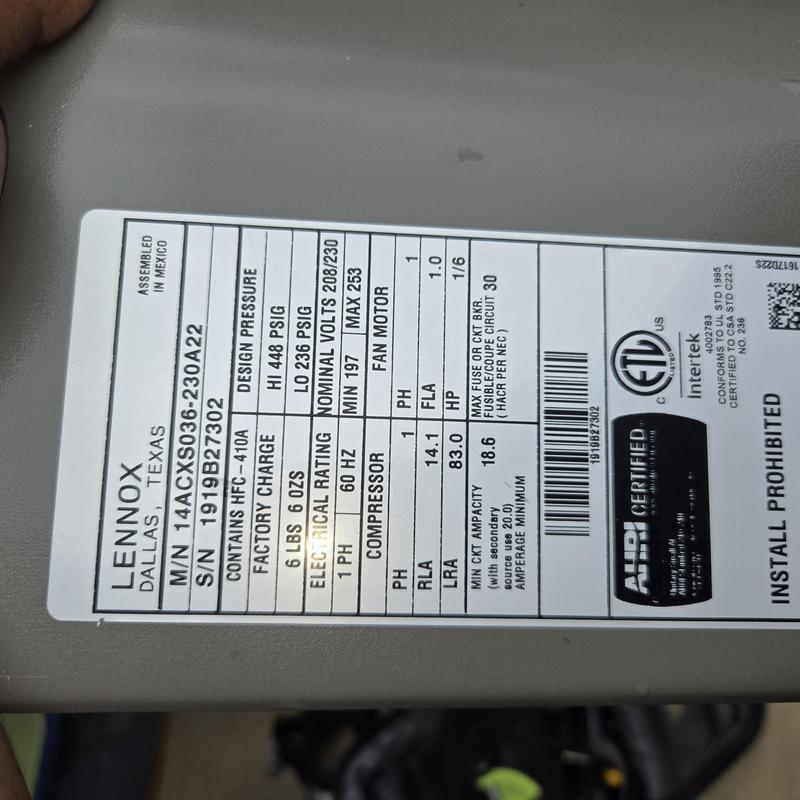 LENNOX
DALLAS, TEXAS
ASSEMBLED
IN MEXICO
M/N 14ACXS036-230A22
S/N 1919B27302
CONTAINS HFC-410A
DESIGN PRESSURE
FACTORY CHARGE
HI 448 PSIG
6 LBS 6 OZS
LO 236 PSIG
ELECTRICAL RATING
NOMINAL VOLTS 208/230
1 PH 60 HZ
MIN 197 MAX 253
COMPRESSOR
FAN MOTOR
PH 1
PH 1
RLA 14.1
FLA 1.0
LRA 83.0
HP 1/6
MIN CKT AMPACITY 18.6
(with secondary
source use 20.0)
AMPERAGE MINIMUM
MAX FUSE OR CKT BKR.
FUSIBLE/COUPE CIRCUIT 30
(HACR PER NEC)
1919B27302
AHRI CERTIFIED
ETL
LISTED
C US
Intertek
4002783
CONFORMS TO UL STD 1995
CERTIFIED TO CSA STD C22.2
NO. 236
INSTALL PROHIBITED
1617D22S